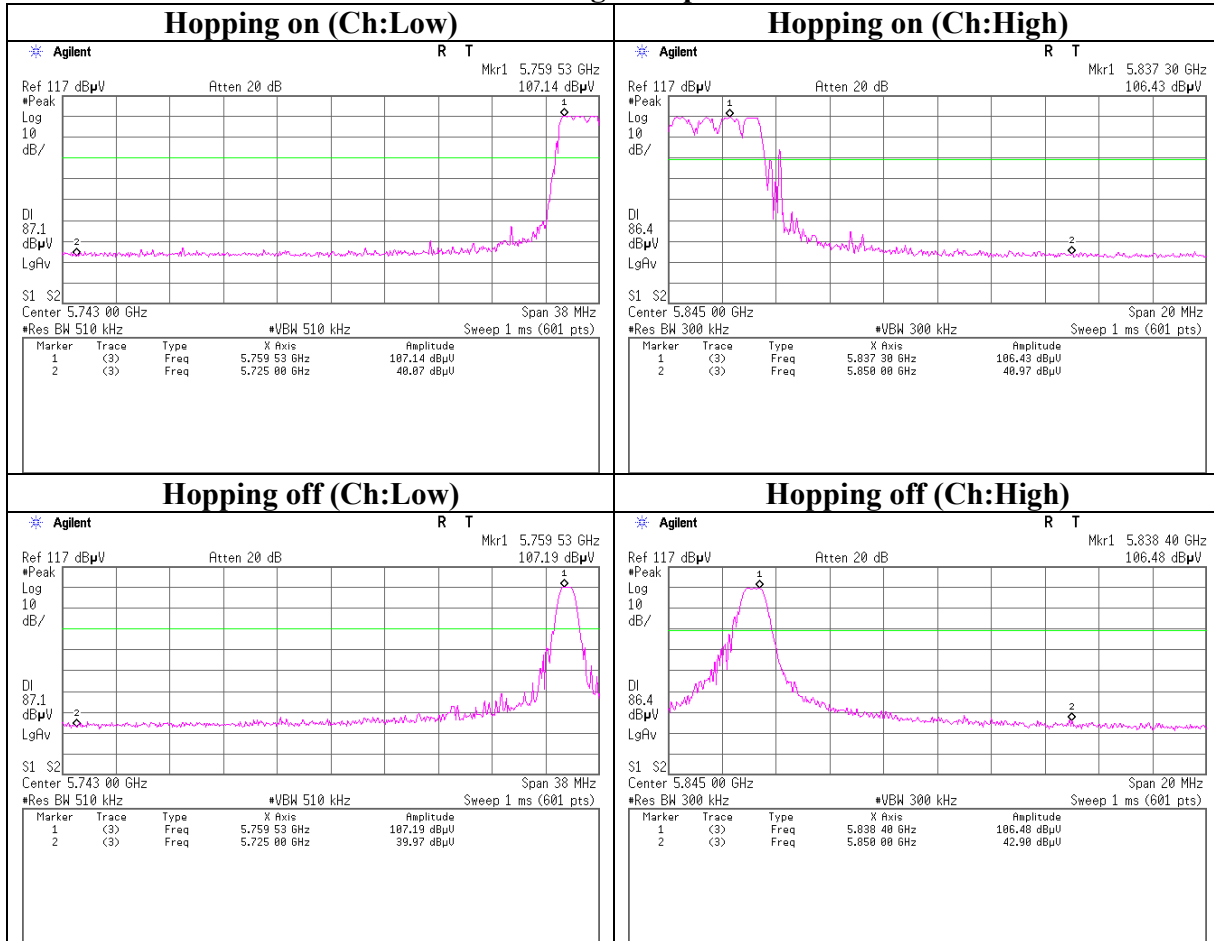 Hopping on (Ch:Low)
Agilent
R T
Mkr1 5.759 53 GHz
Ref 117 dBµV Atten 20 dB 107.14 dBµV
#Peak
Log
10
dB/
1
DI
87.1
dBµV
2
LgAv
S1 S2
Center 5.743 00 GHz Span 38 MHz
#Res BW 510 kHz #VBW 510 kHz Sweep 1 ms (601 pts)
Marker Trace Type X Axis Amplitude
1 (3) Freq 5.759 53 GHz 107.14 dBµV
2 (3) Freq 5.725 00 GHz 40.07 dBµV
Hopping on (Ch:High)
Agilent
R T
Mkr1 5.837 30 GHz
Ref 117 dBµV Atten 20 dB 106.43 dBµV
#Peak
Log
10
dB/
1
DI
86.4
dBµV
2
LgAv
S1 S2
Center 5.845 00 GHz Span 20 MHz
#Res BW 300 kHz #VBW 300 kHz Sweep 1 ms (601 pts)
Marker Trace Type X Axis Amplitude
1 (3) Freq 5.837 30 GHz 106.43 dBµV
2 (3) Freq 5.850 00 GHz 40.97 dBµV
Hopping off (Ch:Low)
Agilent
R T
Mkr1 5.759 53 GHz
Ref 117 dBµV Atten 20 dB 107.19 dBµV
#Peak
Log
10
dB/
1
DI
87.1
dBµV
2
LgAv
S1 S2
Center 5.743 00 GHz Span 38 MHz
#Res BW 510 kHz #VBW 510 kHz Sweep 1 ms (601 pts)
Marker Trace Type X Axis Amplitude
1 (3) Freq 5.759 53 GHz 107.19 dBµV
2 (3) Freq 5.725 00 GHz 39.97 dBµV
Hopping off (Ch:High)
Agilent
R T
Mkr1 5.838 40 GHz
Ref 117 dBµV Atten 20 dB 106.48 dBµV
#Peak
Log
10
dB/
1
DI
86.4
dBµV
2
LgAv
S1 S2
Center 5.845 00 GHz Span 20 MHz
#Res BW 300 kHz #VBW 300 kHz Sweep 1 ms (601 pts)
Marker Trace Type X Axis Amplitude
1 (3) Freq 5.838 40 GHz 106.48 dBµV
2 (3) Freq 5.850 00 GHz 42.90 dBµV